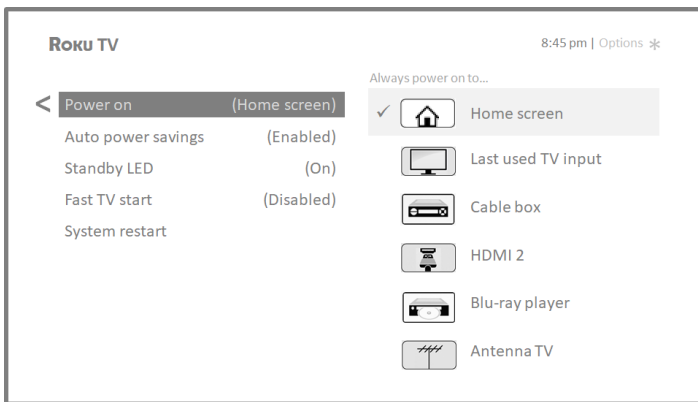 ROKU TV
8:45 pm | Options ✻
Always power on to...
< Power on (Home screen)
Auto power savings (Enabled)
Standby LED (On)
Fast TV start (Disabled)
System restart
✓ Home screen
Last used TV input
Cable box
HDMI 2
Blu-ray player
Antenna TV